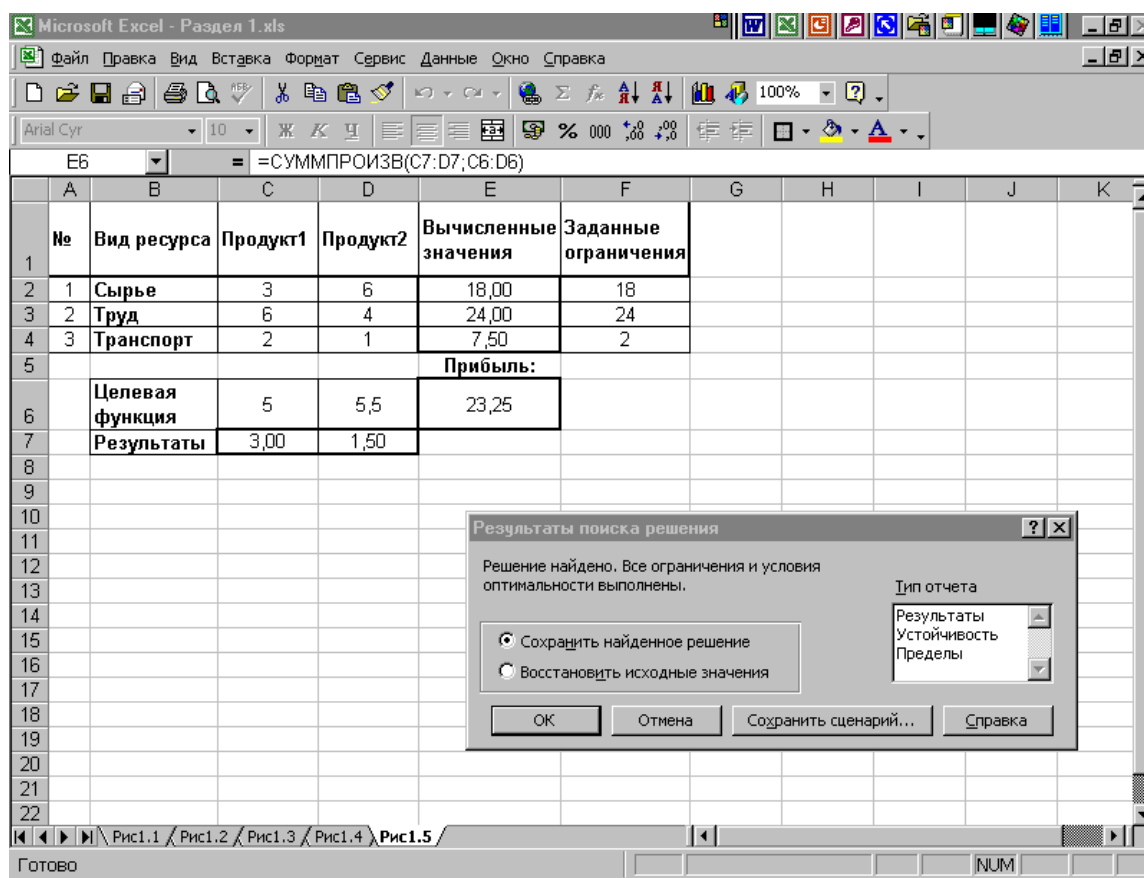 Microsoft Excel - Раздел 1.xls
Файл Правка Вид Вставка Формат Сервис Данные Окно Справка
100%
Arial Cyr 10 Ж К Ч % 000
E6 = =СУММПРОИЗВ(C7:D7;C6:D6)
A B C D E F G H I J K
1 № Вид ресурса Продукт1 Продукт2 Вычисленные значения Заданные ограничения
2 1 Сырье 3 6 18,00 18
3 2 Труд 6 4 24,00 24
4 3 Транспорт 2 1 7,50 2
5 Прибыль:
6 Целевая функция 5 5,5 23,25
7 Результаты 3,00 1,50
8
9
10
11
12
13
14
15
16
17
18
19
20
21
22
Результаты поиска решения
Решение найдено. Все ограничения и условия
оптимальности выполнены.
Тип отчета
Результаты
Устойчивость
Пределы
Сохранить найденное решение
Восстановить исходные значения
ОК Отмена Сохранить сценарий... Справка
Рис1.1 Рис1.2 Рис1.3 Рис1.4 Рис1.5
Готово NUM